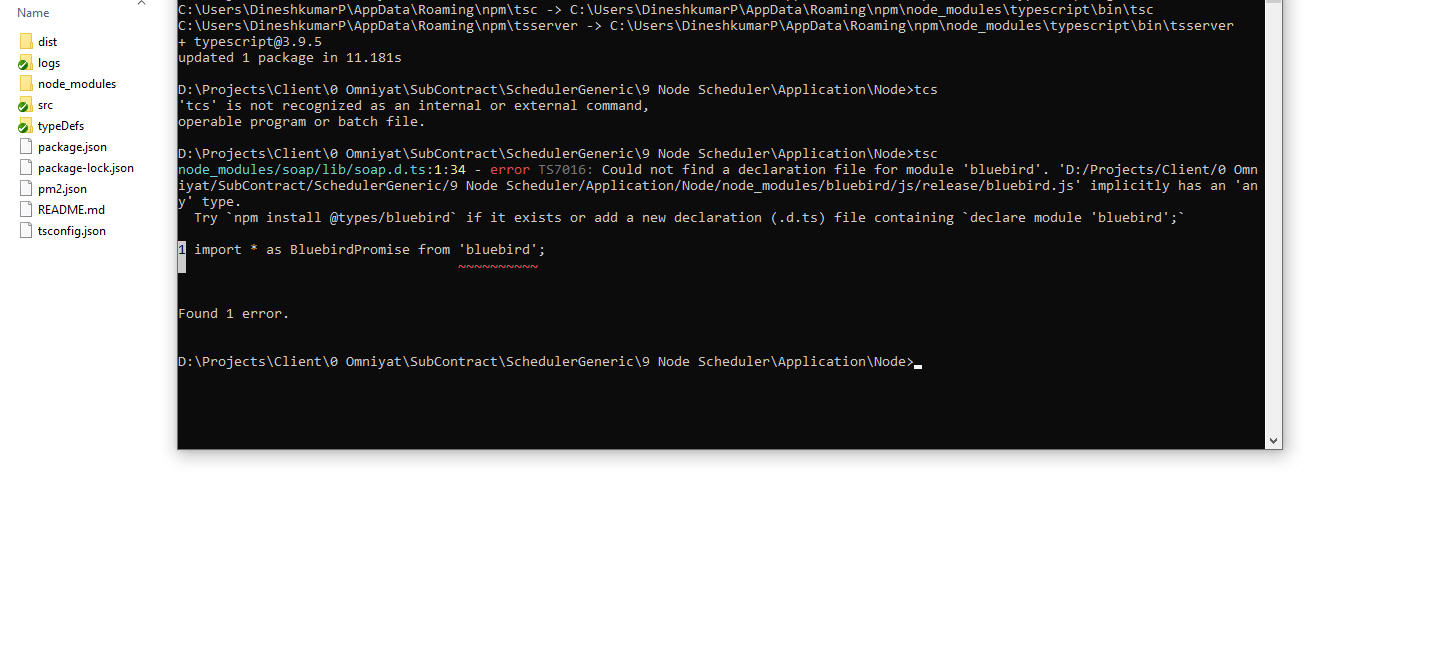 Name
dist
logs
node_modules
src
typeDefs
package.json
package-lock.json
pm2.json
README.md
tsconfig.json
C:\Users\DineshkumarP\AppData\Roaming\npm\tsc -> C:\Users\DineshkumarP\AppData\Roaming\npm\node_modules\typescript\bin\tsc
C:\Users\DineshkumarP\AppData\Roaming\npm\tsserver -> C:\Users\DineshkumarP\AppData\Roaming\npm\node_modules\typescript\bin\tsserver
+ typescript@3.9.5
updated 1 package in 11.181s
D:\Projects\Client\0 Omniyat\SubContract\SchedulerGeneric\9 Node Scheduler\Application\Node>tcs
'tcs' is not recognized as an internal or external command,
operable program or batch file.
D:\Projects\Client\0 Omniyat\SubContract\SchedulerGeneric\9 Node Scheduler\Application\Node>tsc
node_modules/soap/lib/soap.d.ts:1:34 - error TS7016: Could not find a declaration file for module 'bluebird'. 'D:/Projects/Client/0 Omn
iyat/SubContract/SchedulerGeneric/9 Node Scheduler/Application/Node/node_modules/bluebird/js/release/bluebird.js' implicitly has an 'an
y' type.
Try `npm install @types/bluebird` if it exists or add a new declaration (.d.ts) file containing `declare module 'bluebird';`
1 import * as BluebirdPromise from 'bluebird';
~~~~~~~~~~
Found 1 error.
D:\Projects\Client\0 Omniyat\SubContract\SchedulerGeneric\9 Node Scheduler\Application\Node>